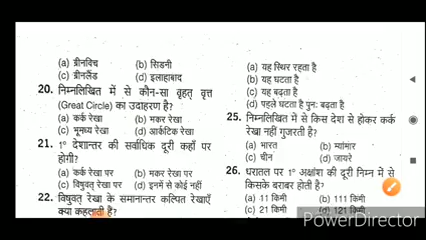 (a) ग्रीनविच (b) सिडनी
(c) ग्रीनलैंड (d) इलाहाबाद
20. निम्नलिखित में से कौन-सा वृहत् वृत्त
(Great Circle) का उदाहरण है?
(a) कर्क रेखा (b) मकर रेखा
(c) भूमध्य रेखा (d) आर्कटिक रेखा
21. 1° देशान्तर की सर्वाधिक दूरी कहाँ पर
होगी?
(a) कर्क रेखा पर (b) मकर रेखा पर
(c) विषुवत् रेखा पर (d) इनमें से कोई नहीं
22. विषुवत् रेखा के समानान्तर कल्पित रेखाएँ
क्या कहलाती हैं?
(a) यह स्थिर रहता है
(b) यह घटता है
(c) यह बढ़ता है
(d) पहले घटता है पुनः बढ़ता है
25. निम्नलिखित में से किस देश से होकर कर्क
रेखा नहीं गुजरती है?
(a) भारत (b) म्यांमार
(c) चीन (d) जायरे
26. धरातल पर 1° अक्षांश की दूरी निम्न में से
किसके बराबर होती है?
(a) 11 किमी (b) 111 किमी
(c) 21 किमी (d) 121 किमी
PowerDirector